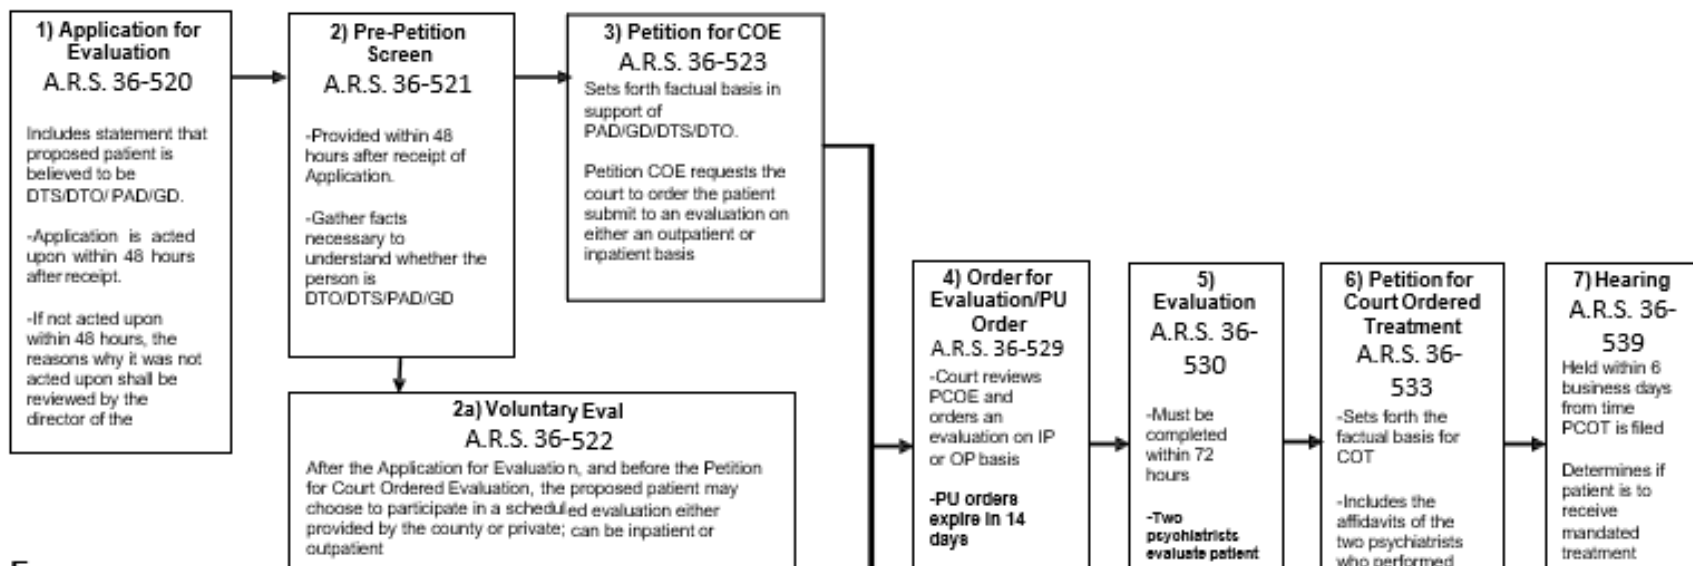 1) Application for
Evaluation
A.R.S. 36-520
Includes statement that
proposed patient is
believed to be
DTS/DTO/ PAD/GD.
-Application is acted
upon within 48 hours
after receipt.
-If not acted upon
within 48 hours, the
reasons why it was not
acted upon shall be
reviewed by the
director of the
2) Pre-Petition
Screen
A.R.S. 36-521
-Provided within 48
hours after receipt of
Application.
-Gather facts
necessary to
understand whether the
person is
DTO/DTS/PAD/GD
2a) Voluntary Eval
A.R.S. 36-522
After the Application for Evaluation, and before the Petition
for Court Ordered Evaluation, the proposed patient may
choose to participate in a scheduled evaluation either
provided by the county or private; can be inpatient or
outpatient
3) Petition for COE
A.R.S. 36-523
Sets forth factual basis in
support of
PAD/GD/DTS/DTO.
Petition COE requests the
court to order the patient
submit to an evaluation on
either an outpatient or
inpatient basis
4) Order for
Evaluation/PU
Order
A.R.S. 36-529
-Court reviews
PCOE and
orders an
evaluation on IP
or OP basis
-PU orders
expire in 14
days
5)
Evaluation
A.R.S. 36-
530
-Must be
completed
within 72
hours
-Two
psychiatrists
evaluate patient
6) Petition for
Court Ordered
Treatment
A.R.S. 36-
533
-Sets forth the
factual basis for
COT
-Includes the
affidavits of the
two psychiatrists
who performed
7) Hearing
A.R.S. 36-
539
Held within 6
business days
from time
PCOT is filed
Determines if
patient is to
receive
mandated
treatment